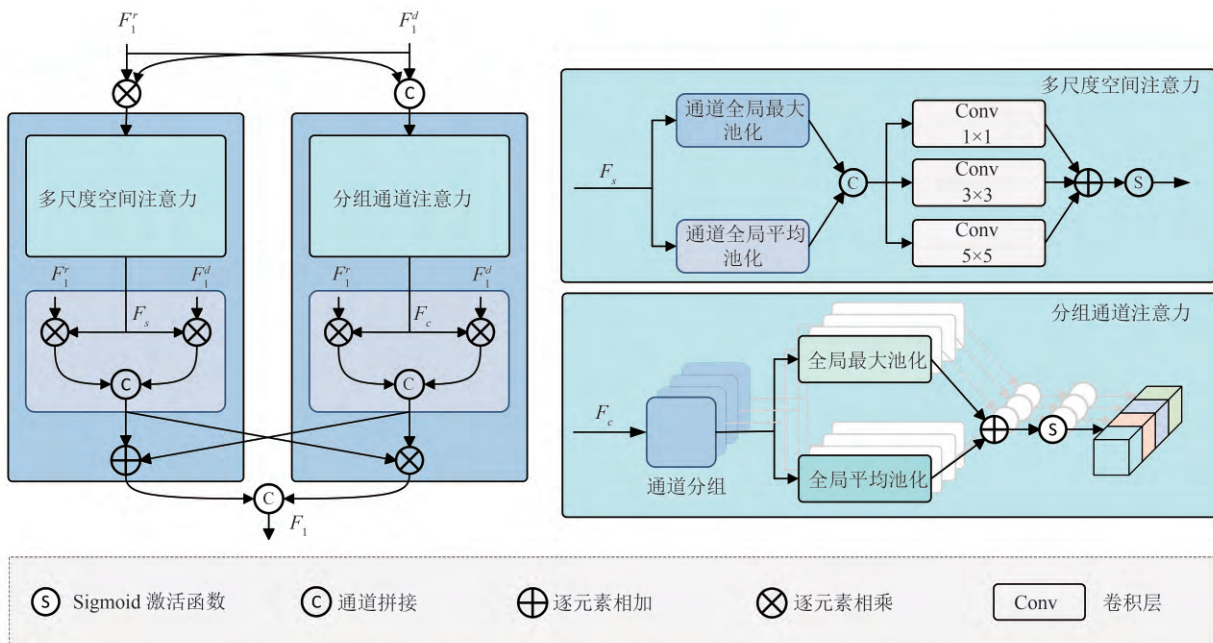 F_1^r
F_1^d
C
多尺度空间注意力
分组通道注意力
F_1^r
F_1^d
F_1^r
F_1^d
F_s
F_c
C
C
C
F_1
多尺度空间注意力
通道全局最大
池化
Conv
1×1
F_s
C
Conv
3×3
S
通道全局平均
池化
Conv
5×5
分组通道注意力
全局最大池化
F_c
S
通道分组
全局平均池化
S Sigmoid 激活函数
C 通道拼接
逐元素相加
逐元素相乘
Conv 卷积层